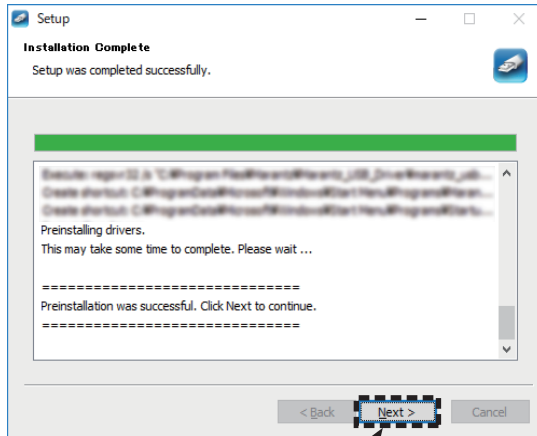 Setup
Installation Complete
Setup was completed successfully.
Preinstalling drivers.
This may take some time to complete. Please wait ...
==============================
Preinstallation was successful. Click Next to continue.
==============================
< Back Next > Cancel